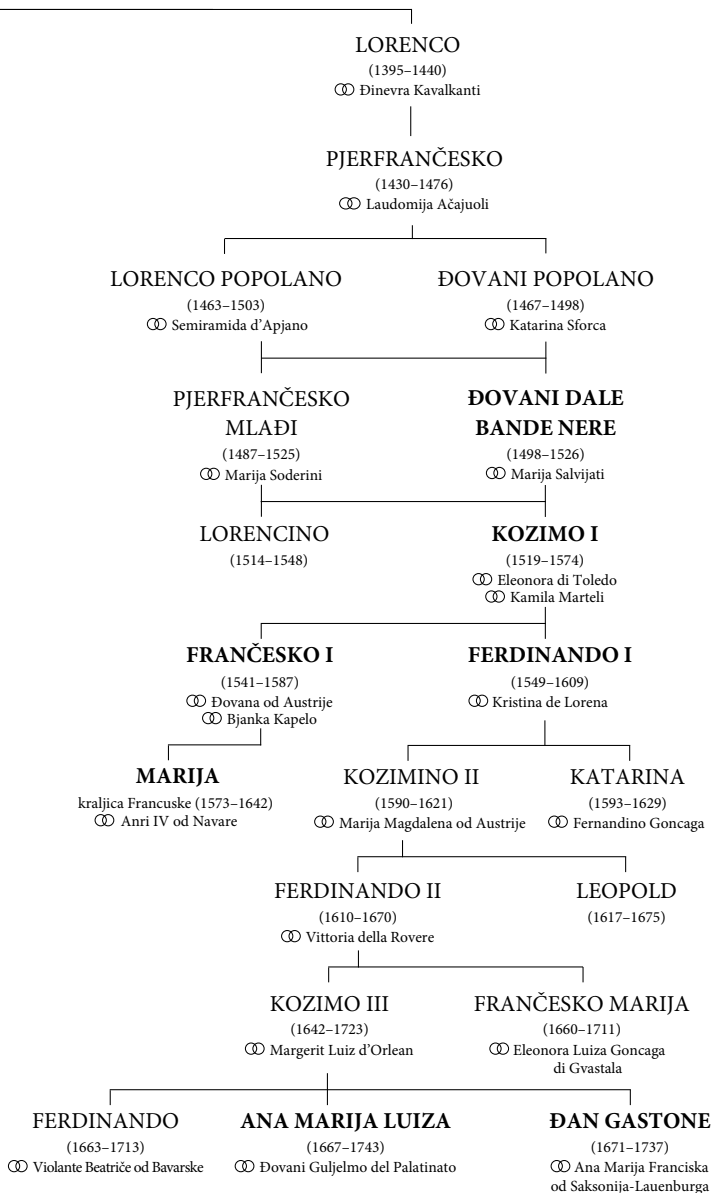 LORENCO
(1395–1440)
Đinevra Kavalkanti
PJERFRANČESKO
(1430–1476)
Laudomija Ačajuoli
LORENCO POPOLANO
(1463–1503)
Semiramida d’Apjano
ĐOVANI POPOLANO
(1467–1498)
Katarina Sforca
PJERFRANČESKO
MLAĐI
(1487–1525)
Marija Soderini
ĐOVANI DALE
BANDE NERE
(1498–1526)
Marija Salvijati
LORENCINO
(1514–1548)
KOZIMO I
(1519–1574)
Eleonora di Toledo
Kamila Marteli
FRANČESKO I
(1541–1587)
Đovana od Austrije
Bjanka Kapelo
FERDINANDO I
(1549–1609)
Kristina de Lorena
MARIJA
kraljica Francuske (1573–1642)
Anri IV od Navare
KOZIMINO II
(1590–1621)
Marija Magdalena od Austrije
KATARINA
(1593–1629)
Fernandino Goncaga
FERDINANDO II
(1610–1670)
Vittoria della Rovere
LEOPOLD
(1617–1675)
KOZIMO III
(1642–1723)
Margerit Luiz d’Orlean
FRANČESKO MARIJA
(1660–1711)
Eleonora Luiza Goncaga
di Gvastala
FERDINANDO
(1663–1713)
Violante Beatriče od Bavarske
ANA MARIJA LUIZA
(1667–1743)
Đovani Guljelmo del Palatinato
ĐAN GASTONE
(1671–1737)
Ana Marija Franciska
od Saksonija-Lauenburga